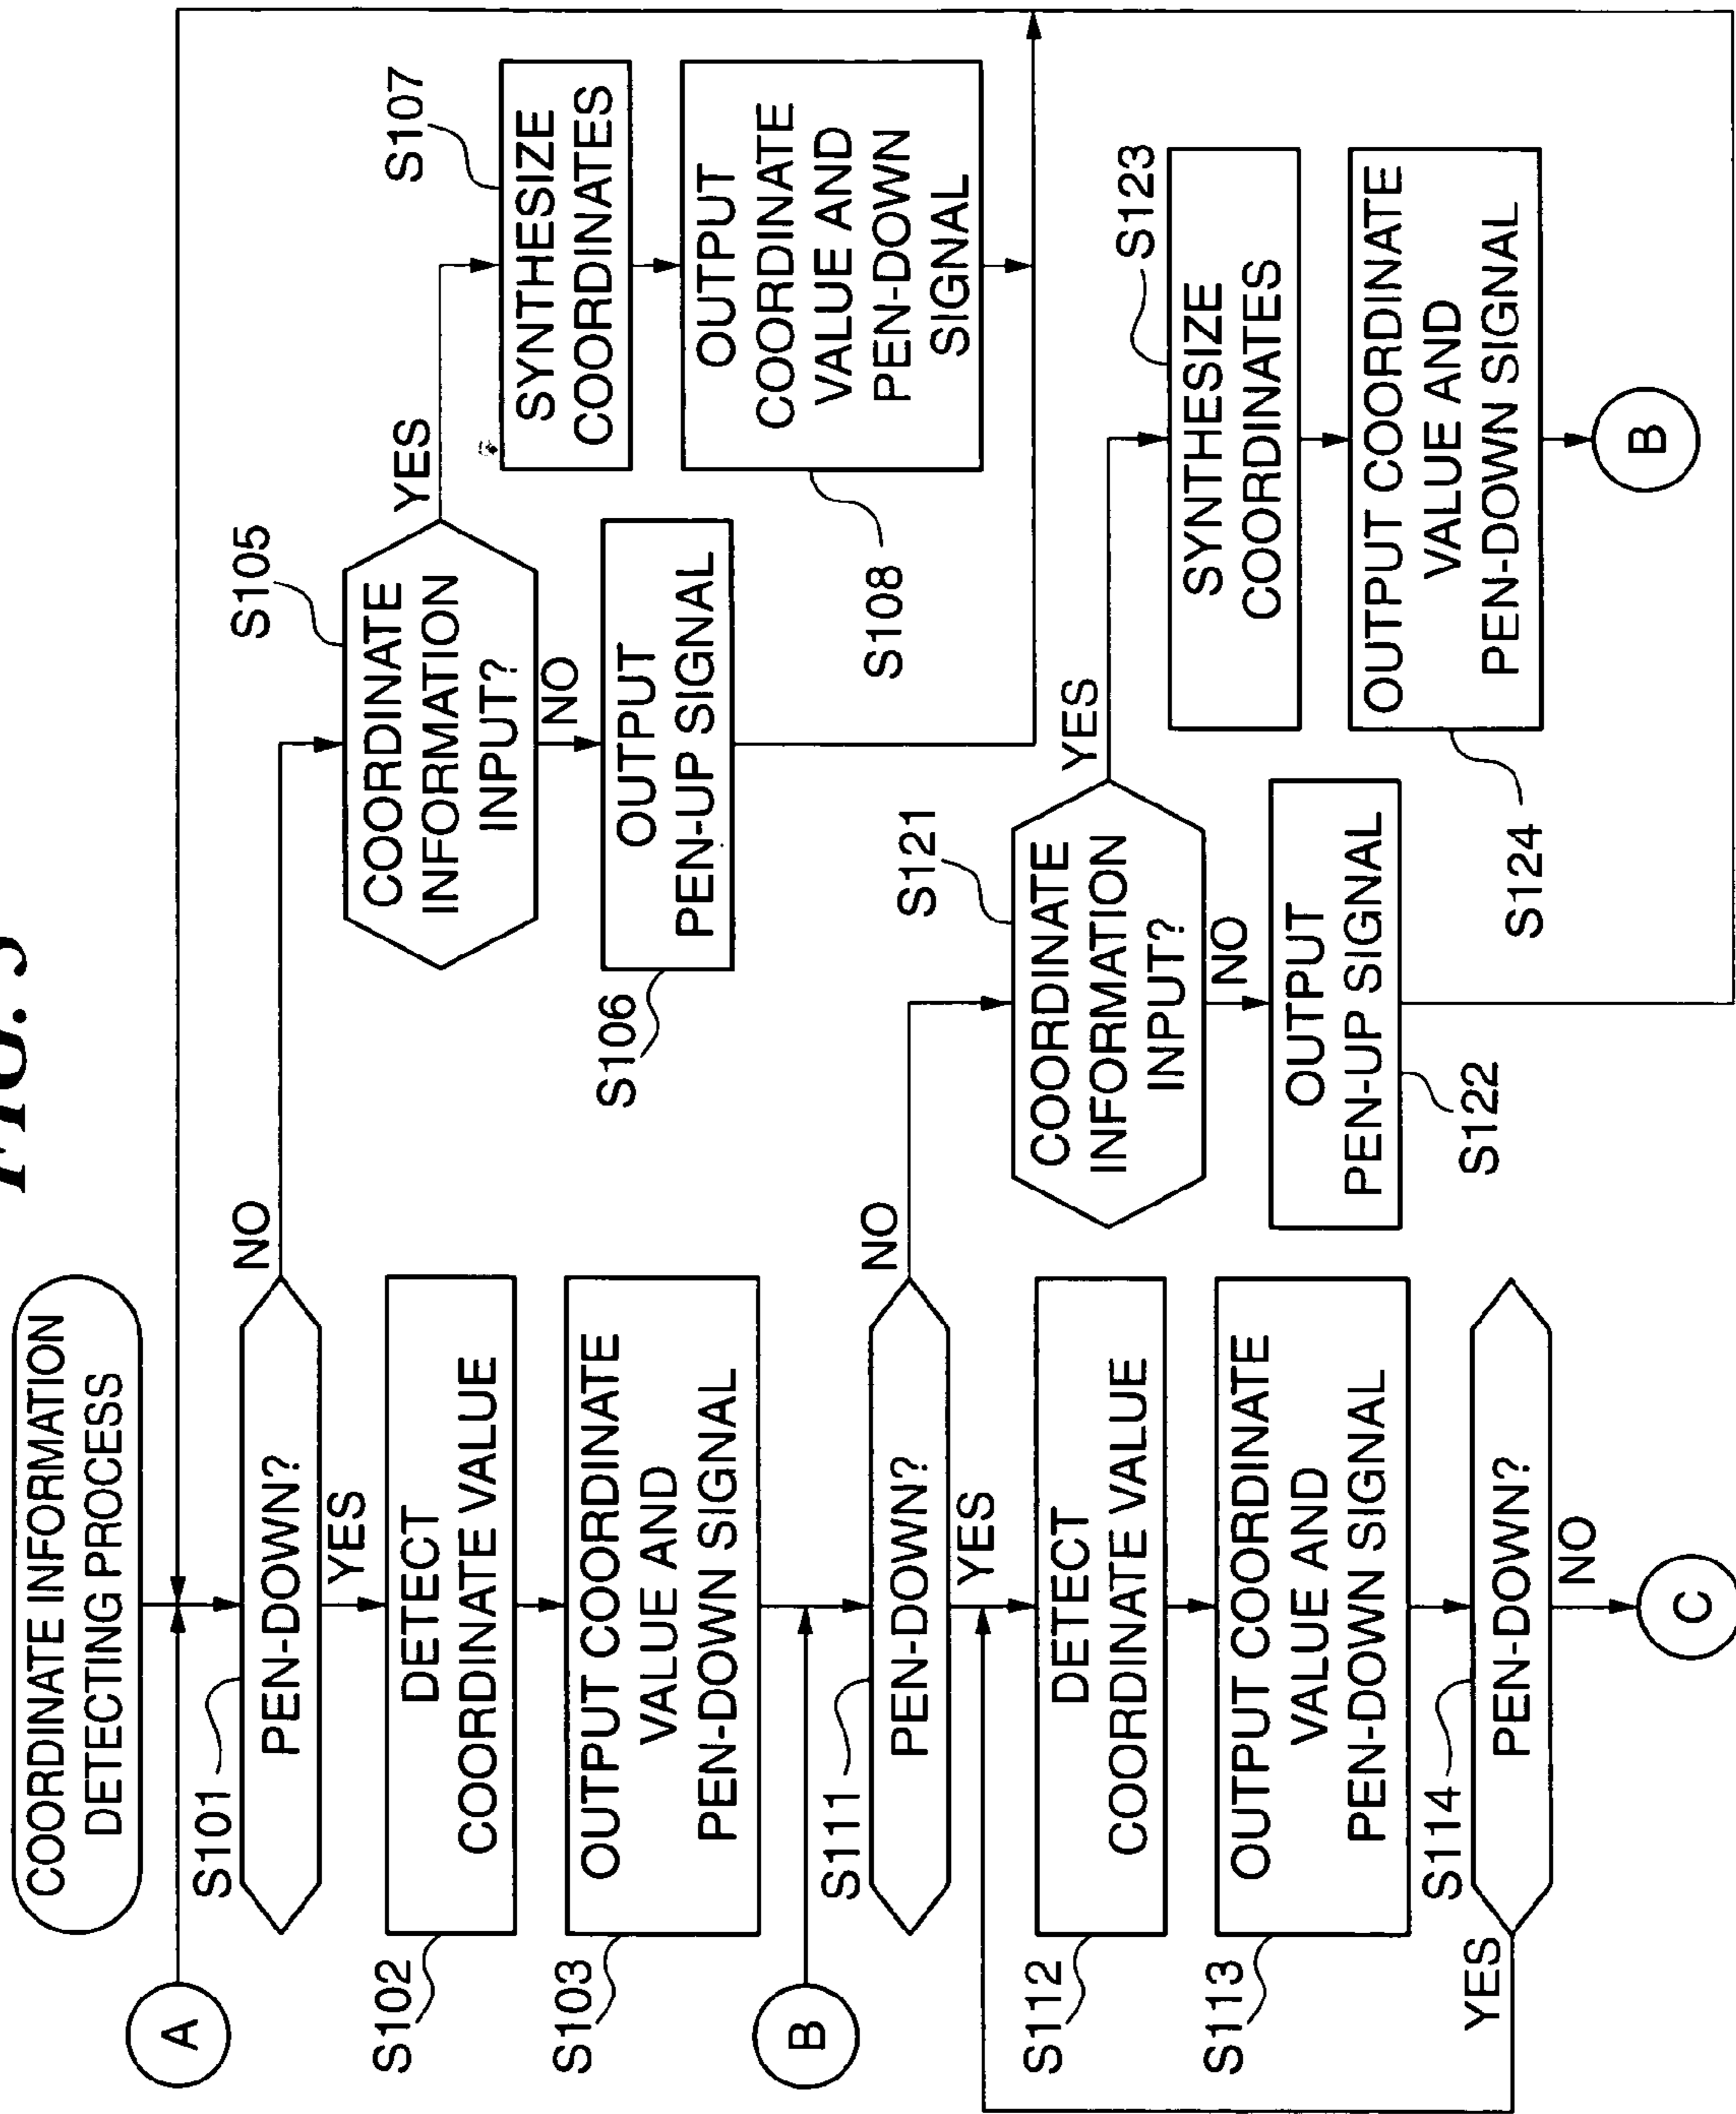 COORDINATE INFORMATION
DETECTING PROCESS
A
S101
PEN-DOWN?
NO
YES
S102
DETECT
COORDINATE VALUE
S103
OUTPUT COORDINATE
VALUE AND
PEN-DOWN SIGNAL
B
S111
PEN-DOWN?
NO
YES
S112
DETECT
COORDINATE VALUE
S113
OUTPUT COORDINATE
VALUE AND
PEN-DOWN SIGNAL
S114
PEN-DOWN?
YES
NO
C
S105
COORDINATE
INFORMATION
INPUT?
YES
NO
S106
OUTPUT
PEN-UP SIGNAL
S107
SYNTHESIZE
COORDINATES
S108
OUTPUT
COORDINATE
VALUE AND
PEN-DOWN
SIGNAL
S121
COORDINATE
INFORMATION
INPUT?
YES
NO
S122
OUTPUT
PEN-UP SIGNAL
S123
SYNTHESIZE
COORDINATES
S124
OUTPUT COORDINATE
VALUE AND
PEN-DOWN SIGNAL
B